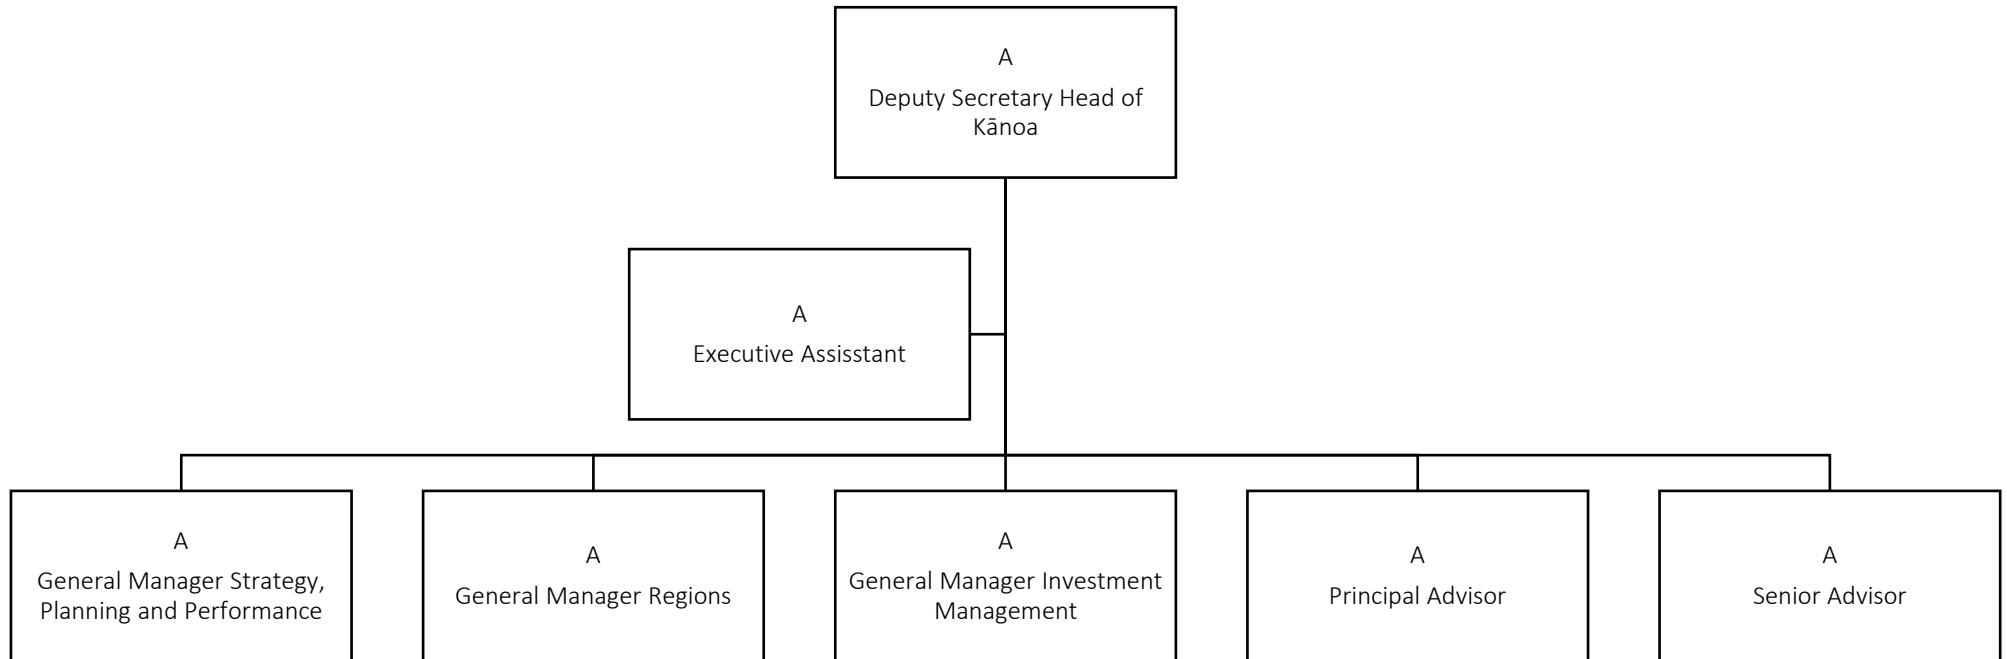 A
Deputy Secretary Head of
Kānoa
A
Executive Assisstant
A
General Manager Strategy,
Planning and Performance
A
General Manager Regions
A
General Manager Investment
Management
A
Principal Advisor
A
Senior Advisor